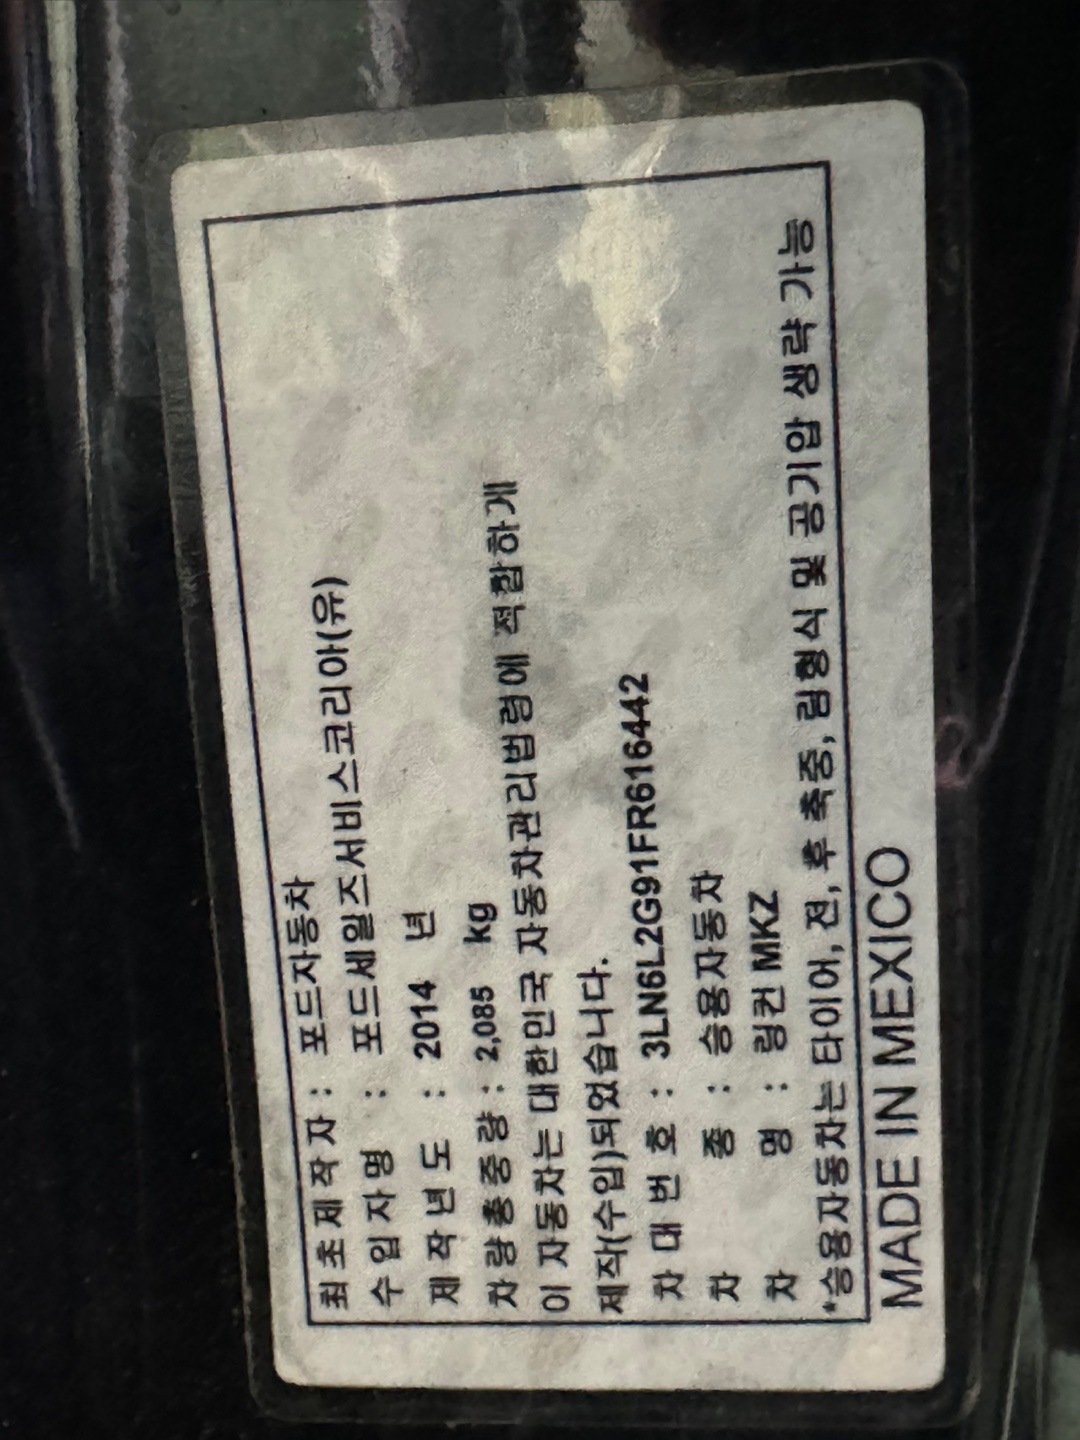 최초제작자 : 포드자동차
수입자명 : 포드세일즈서비스코리아(유)
제작년도 : 2014 년
차량총중량 : 2,085 kg
이 자동차는 대한민국 자동차관리법령에 적합하게
제작(수입)되었습니다.
차대번호 : 3LN6L2G91FR616442
차 종 : 승용자동차
차 명 : 링컨 MKZ
*승용자동차는 타이어, 전, 후 축중, 림형식 및 공기압 생략 가능
MADE IN MEXICO